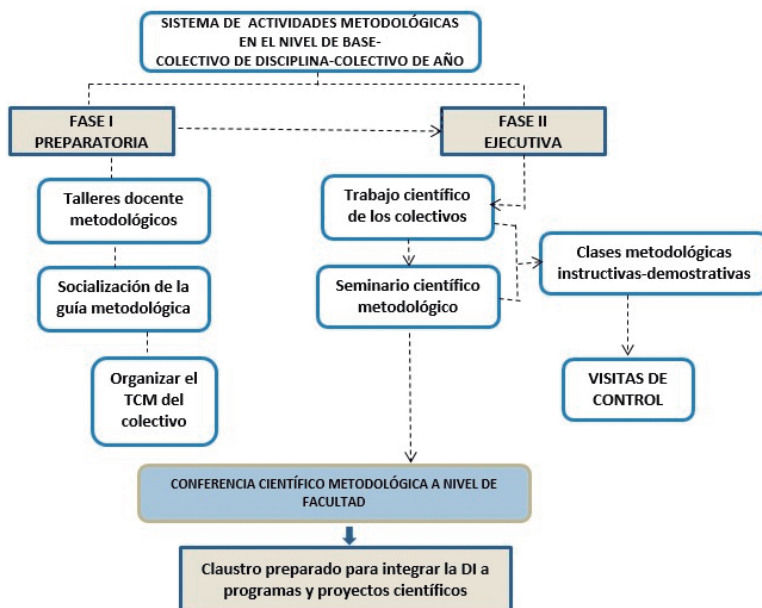 SISTEMA DE ACTIVIDADES METODOLÓGICAS
EN EL NIVEL DE BASE-
COLECTIVO DE DISCIPLINA-COLECTIVO DE AÑO
FASE I
PREPARATORIA
FASE II
EJECUTIVA
Talleres docente
metodológicos
Trabajo científico
de los colectivos
Clases metodológicas
instructivas-demostrativas
Socialización de la
guía metodológica
Seminario científico
metodológico
Organizar el
TCM del
colectivo
VISITAS DE
CONTROL
CONFERENCIA CIENTÍFICO METODOLÓGICA A NIVEL DE
FACULTAD
Claustro preparado para integrar la DI a
programas y proyectos científicos